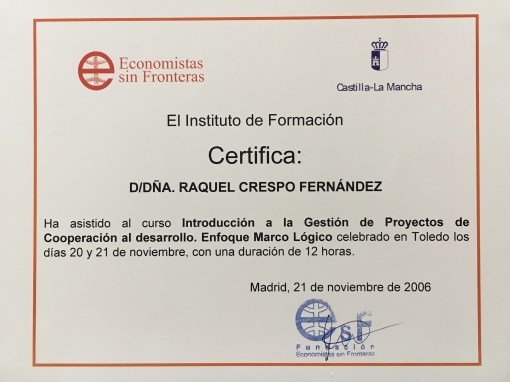 Economistas
sin Fronteras
Castilla-La Mancha
El Instituto de Formación
Certifica:
D/DÑA. RAQUEL CRESPO FERNÁNDEZ
Ha asistido al curso Introducción a la Gestión de Proyectos de
Cooperación al desarrollo. Enfoque Marco Lógico celebrado en Toledo los
días 20 y 21 de noviembre, con una duración de 12 horas.
Madrid, 21 de noviembre de 2006
esF
Fundación
Economistas sin Fronteras